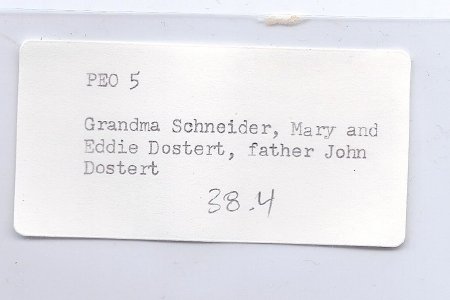 PEO 5
Grandma Schneider, Mary and
Eddie Dostert, father John
Dostert
38.4